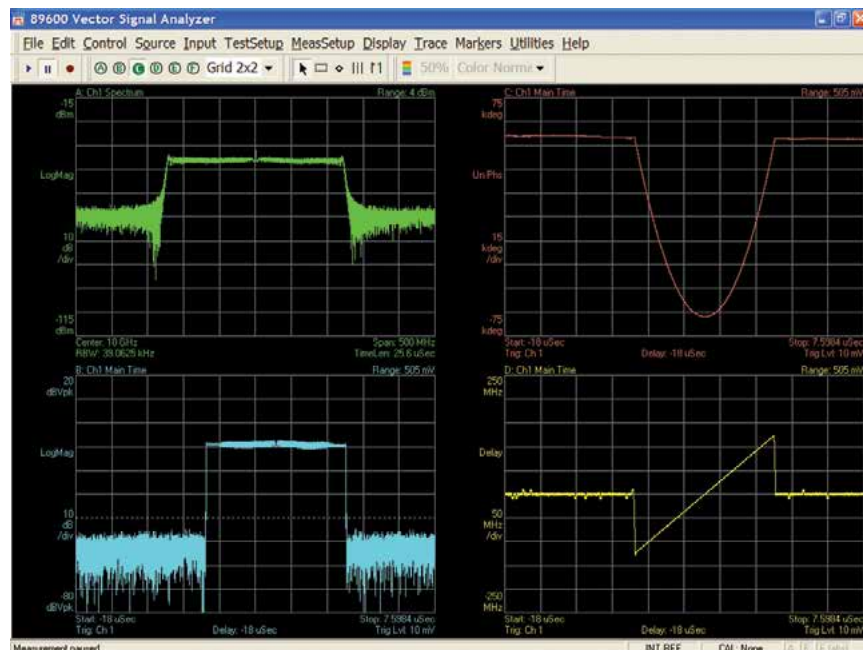 89600 Vector Signal Analyzer
File Edit Control Source Input TestSetup MeasSetup Display Trace Markers Utilities Help
A B C D E F Grid 2x2 50% Color Norma
A: Ch1 Spectrum Range: 4 dBm
-15
dBm
LogMag
10
dB
/div
-115
dBm
Center: 10 GHz Span: 500 MHz
RBW: 39.0625 kHz TimeLen: 25.6 uSec
C: Ch1 Main Time Range: 505 mV
75
kdeg
UnPhs
15
kdeg
/div
-75
kdeg
Start: -18 uSec Stop: 7.5984 uSec
Trig: Ch 1 Delay: -18 uSec Trig Lvl: 10 mV
B: Ch1 Main Time Range: 505 mV
20
dBVpk
LogMag
10
dB
/div
-80
dBVpk
Start: -18 uSec Stop: 7.5984 uSec
Trig: Ch 1 Delay: -18 uSec Trig Lvl: 10 mV
D: Ch1 Main Time Range: 505 mV
250
MHz
Delay
50
MHz
/div
-250
MHz
Start: -18 uSec Stop: 7.5984 uSec
Trig: Ch 1 Delay: -18 uSec Trig Lvl: 10 mV
Measurement paused INT REF CAL: None